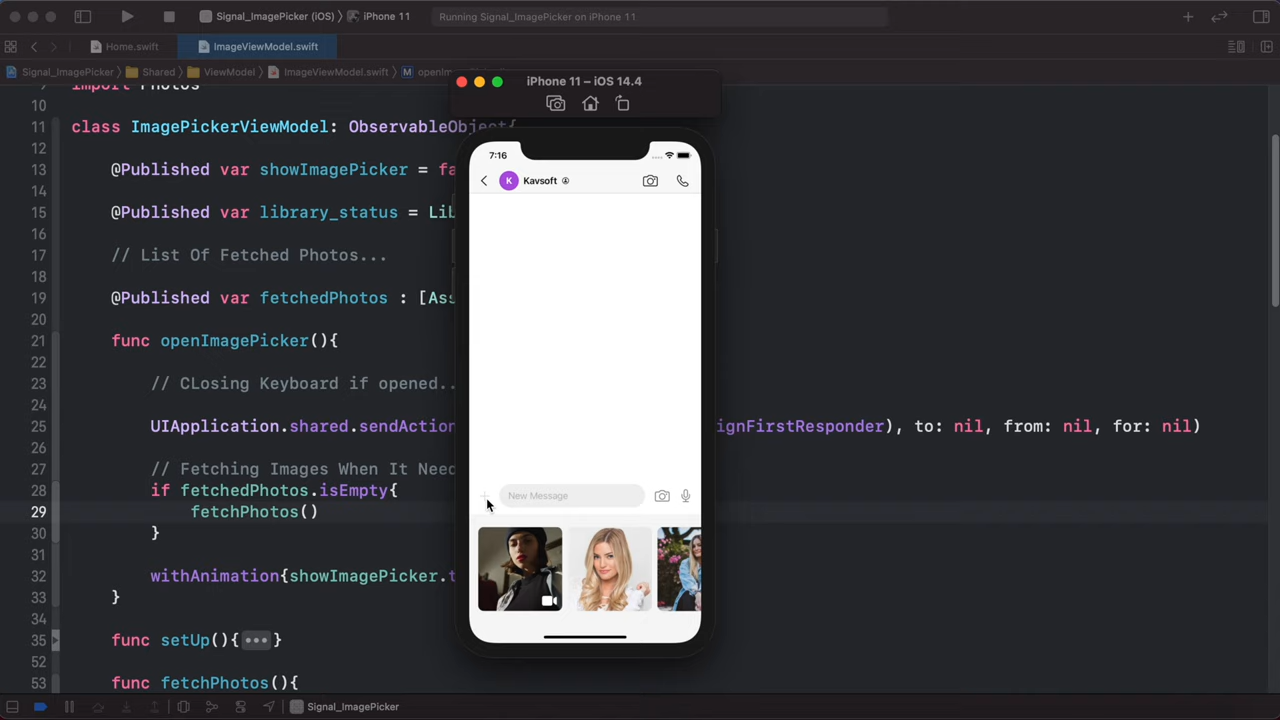 Signal_ImagePicker (iOS) 〉 iPhone 11
Running Signal_ImagePicker on iPhone 11
Home.swift
ImageViewModel.swift
Signal_ImagePicker 〉 Shared 〉 ViewModel 〉 ImageViewModel.swift 〉 M
iPhone 11 – iOS 14.4
import Photos
10
11 class ImagePickerViewModel: ObservableObject{
12
13 @Published var showImagePicker = fa
14
15 @Published var library_status = Lib
16
17 // List Of Fetched Photos...
18
19 @Published var fetchedPhotos : [Ass
20
21 func openImagePicker(){
22
23 // CLosing Keyboard if opened..
24
25 UIApplication.shared.sendAction ignFirstResponder), to: nil, from: nil, for: nil)
26
27 // Fetching Images When It Need
28 if fetchedPhotos.isEmpty{
29 fetchPhotos()
30 }
31
32 withAnimation{showImagePicker.t
33 }
34
35 func setUp(){•••}
52
53 func fetchPhotos(){
7:16
K Kavsoft
New Message
Signal_ImagePicker